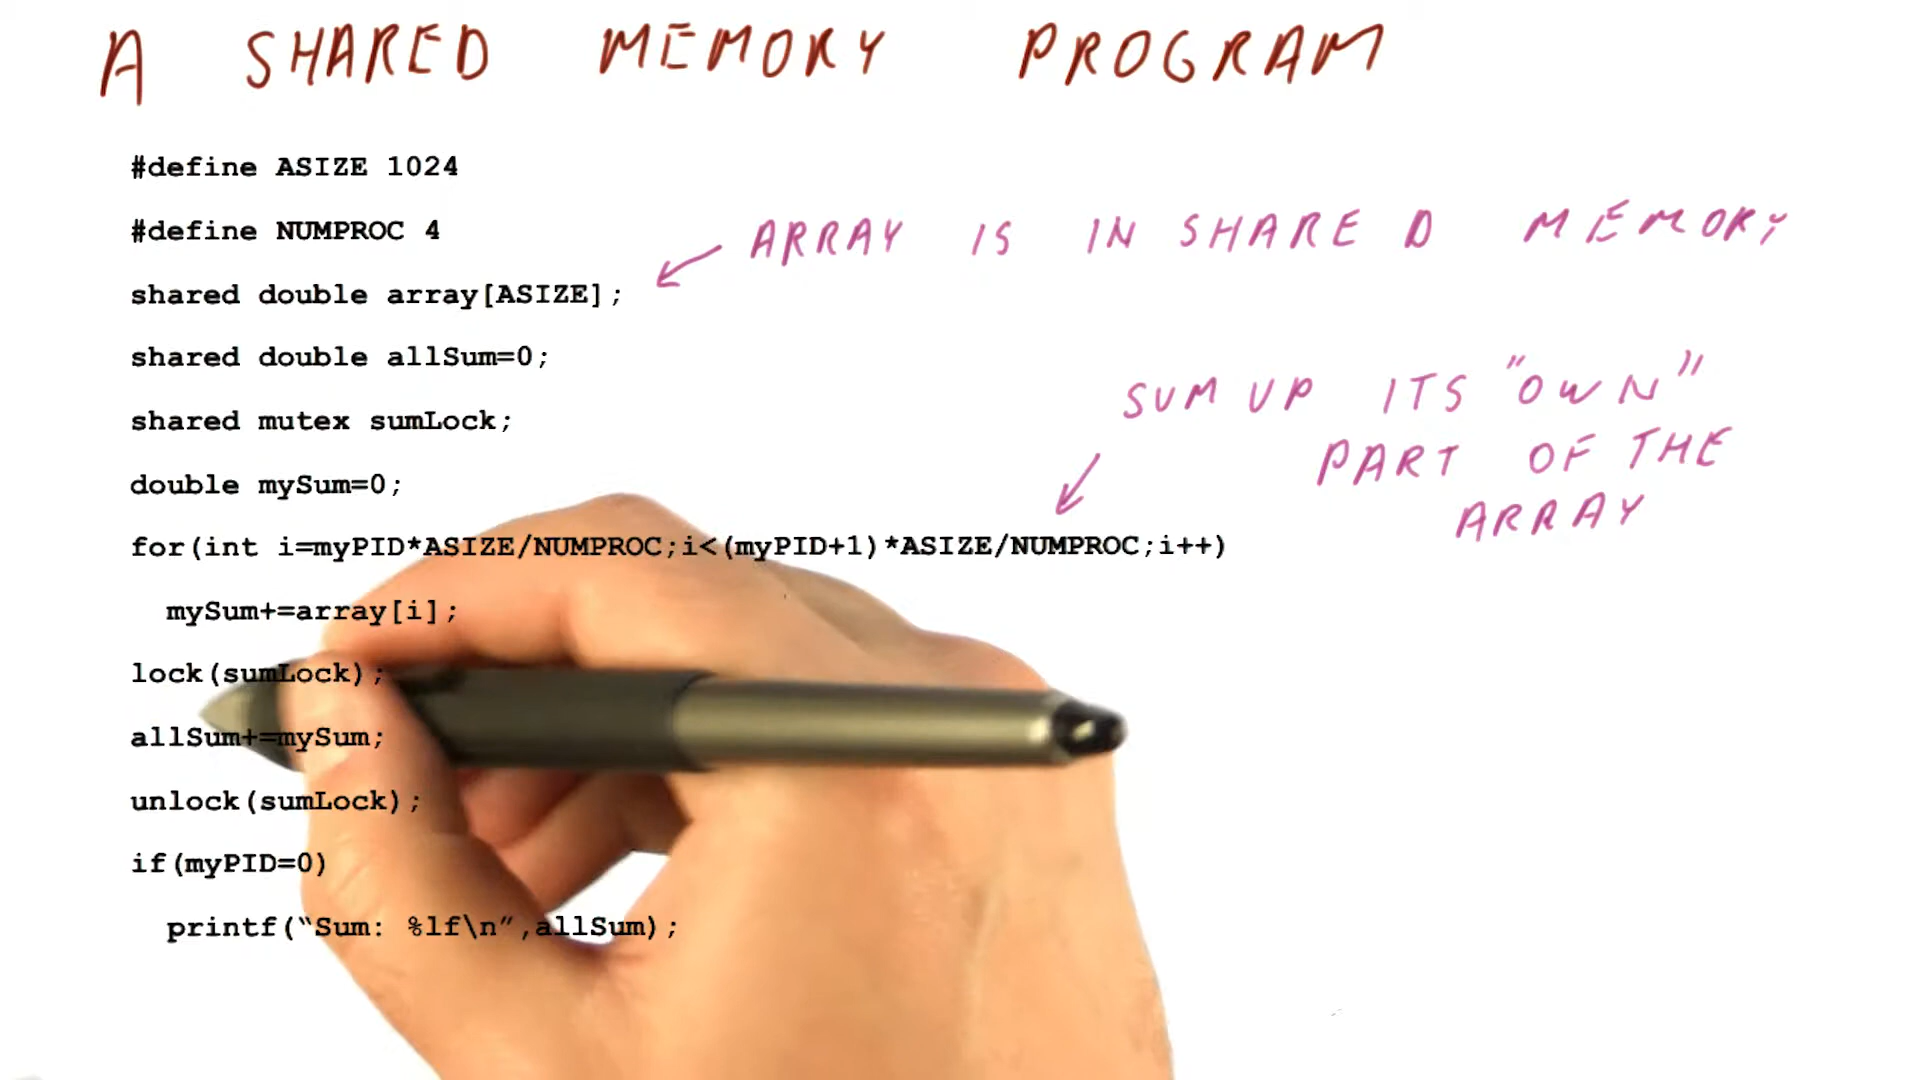 A SHARED MEMORY PROGRAM
#define ASIZE 1024
#define NUMPROC 4
ARRAY IS IN SHARED MEMORY
shared double array[ASIZE];
shared double allSum=0;
SUM UP ITS "OWN"
PART OF THE
ARRAY
shared mutex sumLock;
double mySum=0;
for(int i=myPID*ASIZE/NUMPROC;i<(myPID+1)*ASIZE/NUMPROC;i++)
mySum+=array[i];
lock(sumLock);
allSum+=mySum;
unlock(sumLock);
if(myPID=0)
printf(“Sum: %lf\n”,allSum);